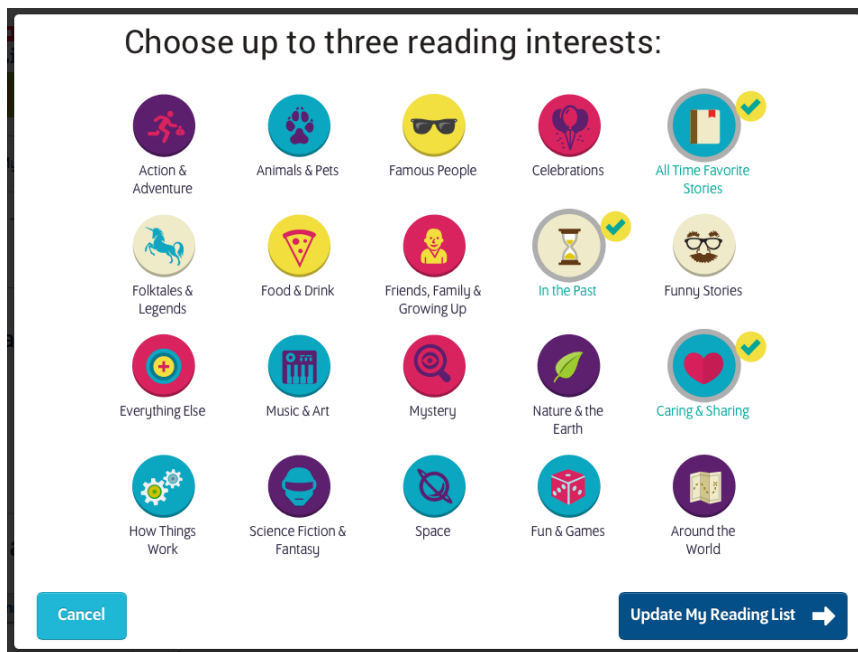 Choose up to three reading interests:
Action &
Adventure
Animals & Pets
Famous People
Celebrations
All Time Favorite
Stories
Folktales &
Legends
Food & Drink
Friends, Family &
Growing Up
In the Past
Funny Stories
Everything Else
Music & Art
Mystery
Nature & the
Earth
Caring & Sharing
How Things
Work
Science Fiction &
Fantasy
Space
Fun & Games
Around the
World
Cancel
Update My Reading List